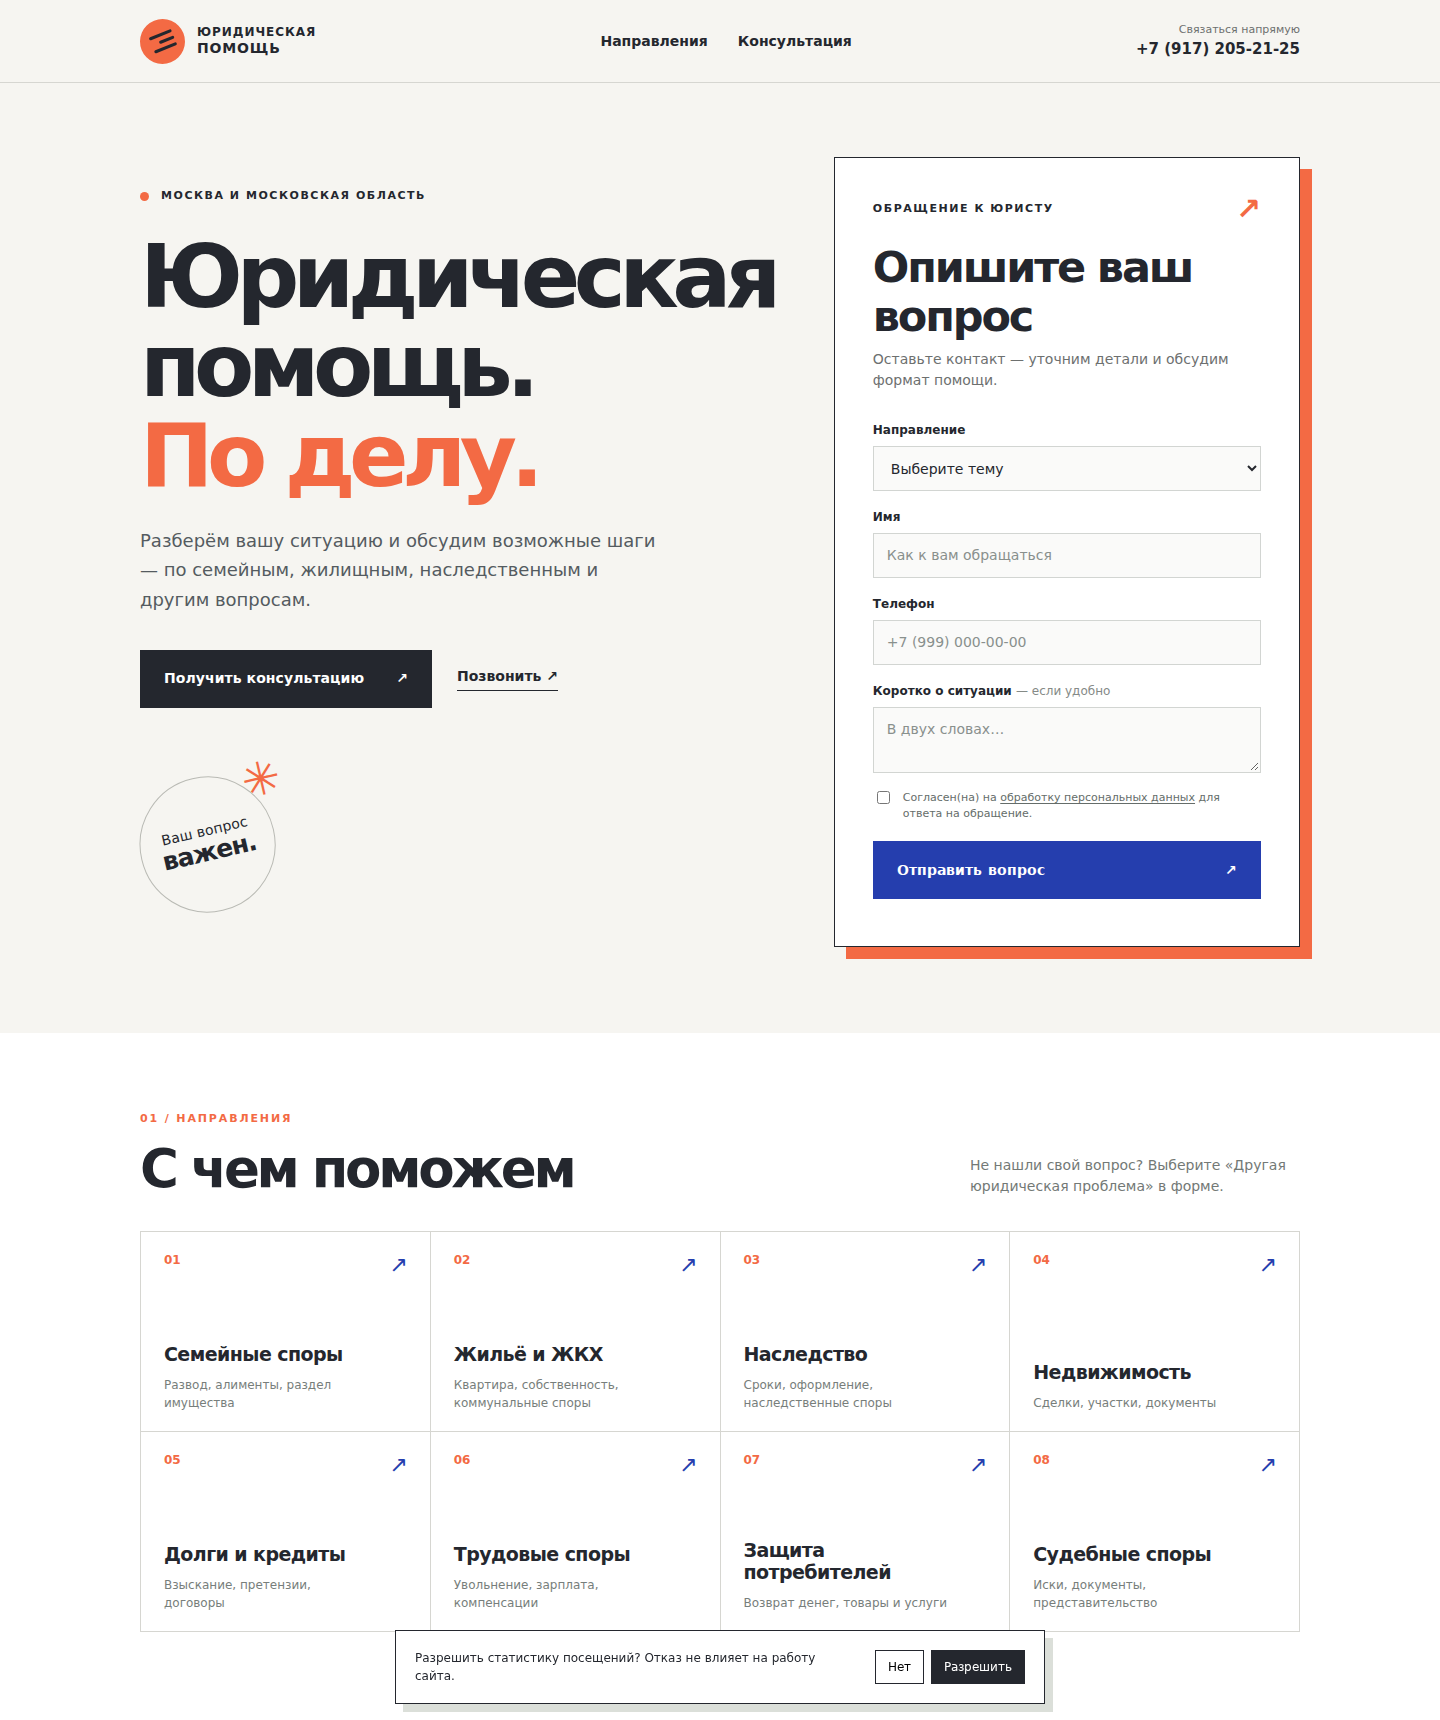 ЮРИДИЧЕСКАЯ
ПОМОЩЬ
Направления
Консультация
Связаться напрямую
+7 (917) 205-21-25
МОСКВА И МОСКОВСКАЯ ОБЛАСТЬ
Юридическая
помощь.
По делу.
Разберём вашу ситуацию и обсудим возможные шаги
— по семейным, жилищным, наследственным и
другим вопросам.
Получить консультацию ↗
Позвонить ↗
Ваш вопрос
важен.
ОБРАЩЕНИЕ К ЮРИСТУ ↗
Опишите ваш
вопрос
Оставьте контакт — уточним детали и обсудим
формат помощи.
Направление
Выберите тему
Имя
Как к вам обращаться
Телефон
+7 (999) 000-00-00
Коротко о ситуации — если удобно
В двух словах…
Согласен(на) на обработку персональных данных для
ответа на обращение.
Отправить вопрос ↗
01 / НАПРАВЛЕНИЯ
С чем поможем
Не нашли свой вопрос? Выберите «Другая
юридическая проблема» в форме.
01 ↗
Семейные споры
Развод, алименты, раздел
имущества
02 ↗
Жильё и ЖКХ
Квартира, собственность,
коммунальные споры
03 ↗
Наследство
Сроки, оформление,
наследственные споры
04 ↗
Недвижимость
Сделки, участки, документы
05 ↗
Долги и кредиты
Взыскание, претензии,
договоры
06 ↗
Трудовые споры
Увольнение, зарплата,
компенсации
07 ↗
Защита
потребителей
Возврат денег, товары и услуги
08 ↗
Судебные споры
Иски, документы,
представительство
Разрешить статистику посещений? Отказ не влияет на работу
сайта.
Нет
Разрешить